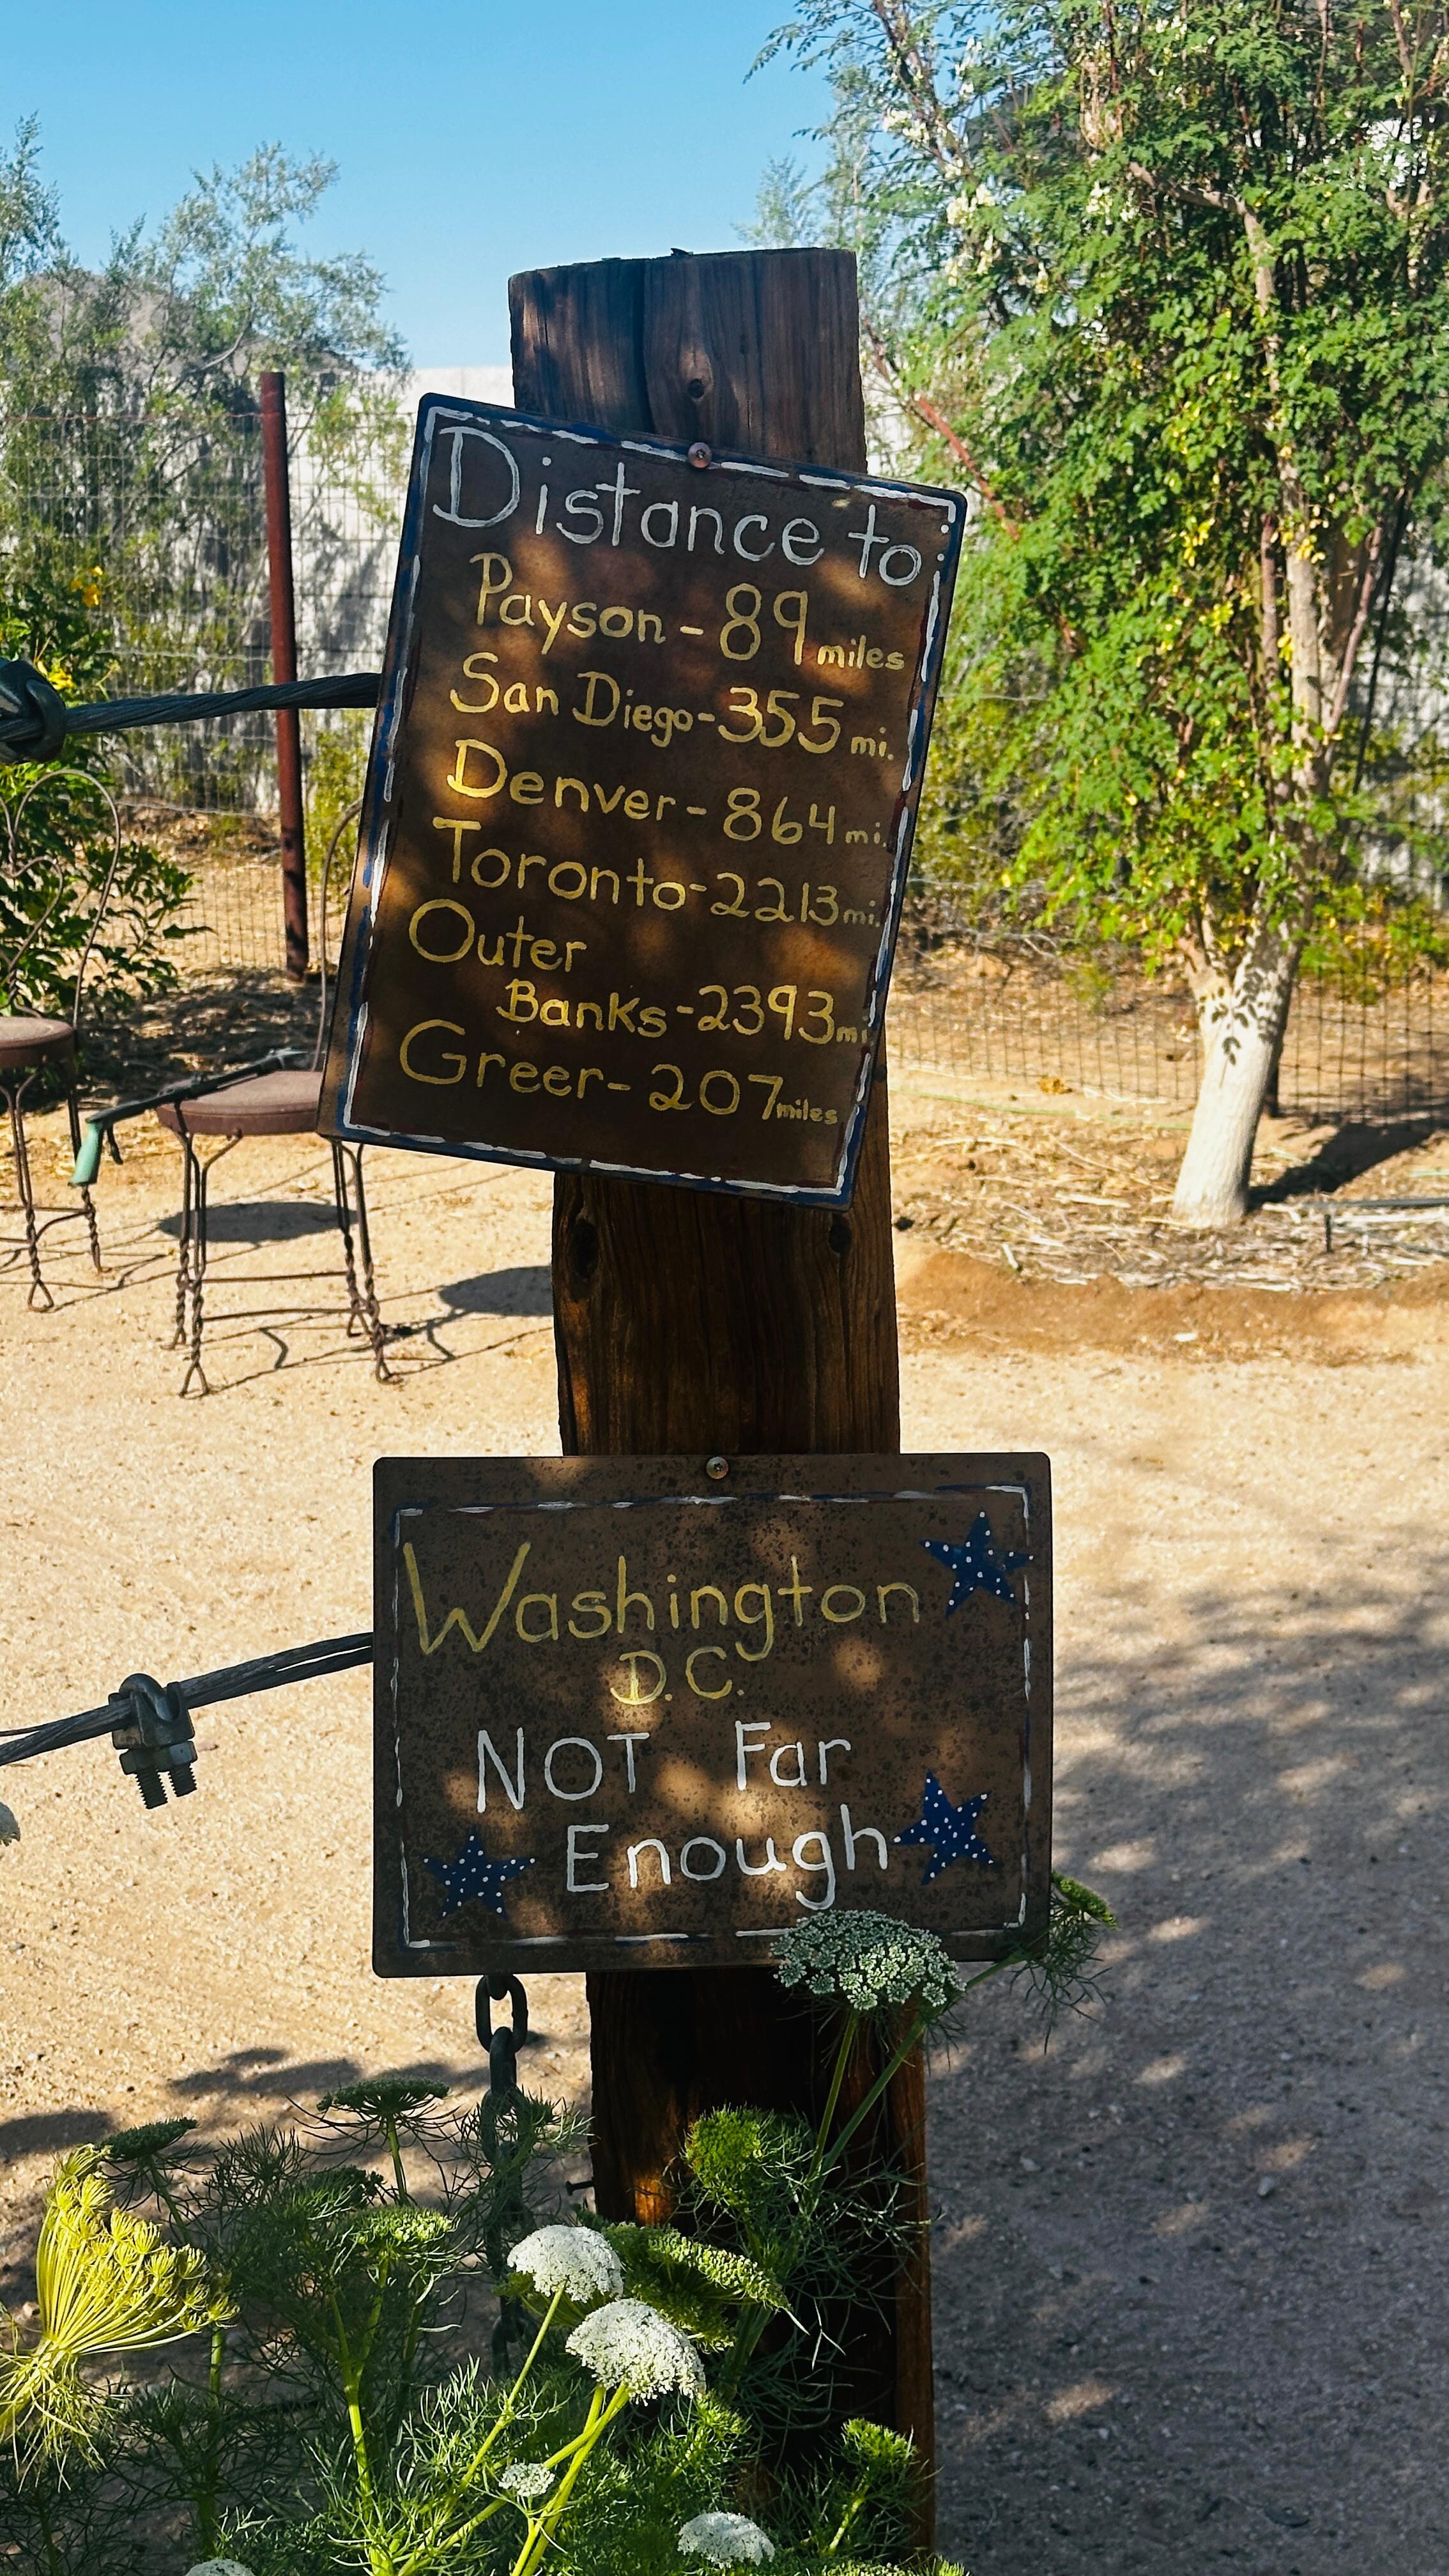 Distance to:
Payson - 89 miles
San Diego - 355 mi.
Denver - 864 mi.
Toronto - 2213 mi.
Outer
Banks - 2393 mi.
Greer - 207 miles
Washington
D.C.
NOT Far
Enough